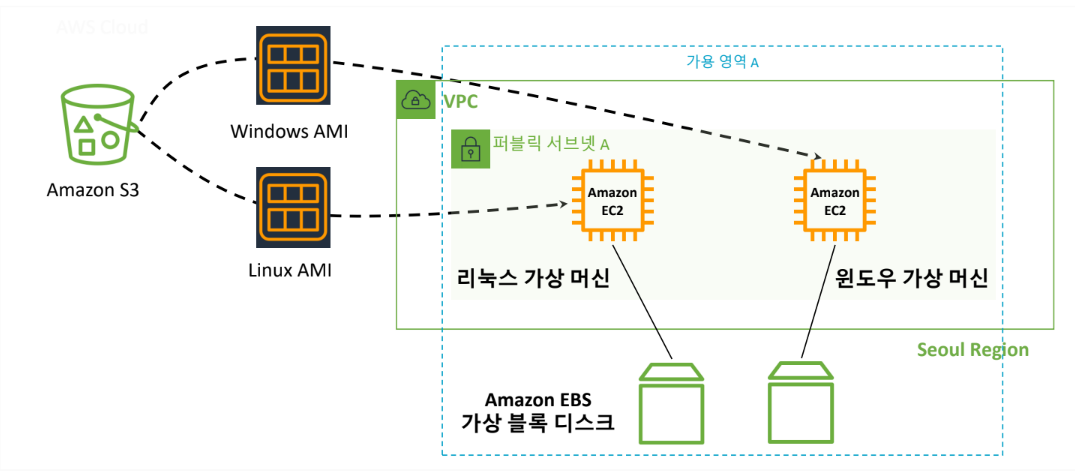 AWS Cloud
가용 영역 A
VPC
Windows AMI
퍼블릭 서브넷 A
Amazon S3
Amazon
EC2
Amazon
EC2
Linux AMI
리눅스 가상 머신
윈도우 가상 머신
Seoul Region
Amazon EBS
가상 블록 디스크